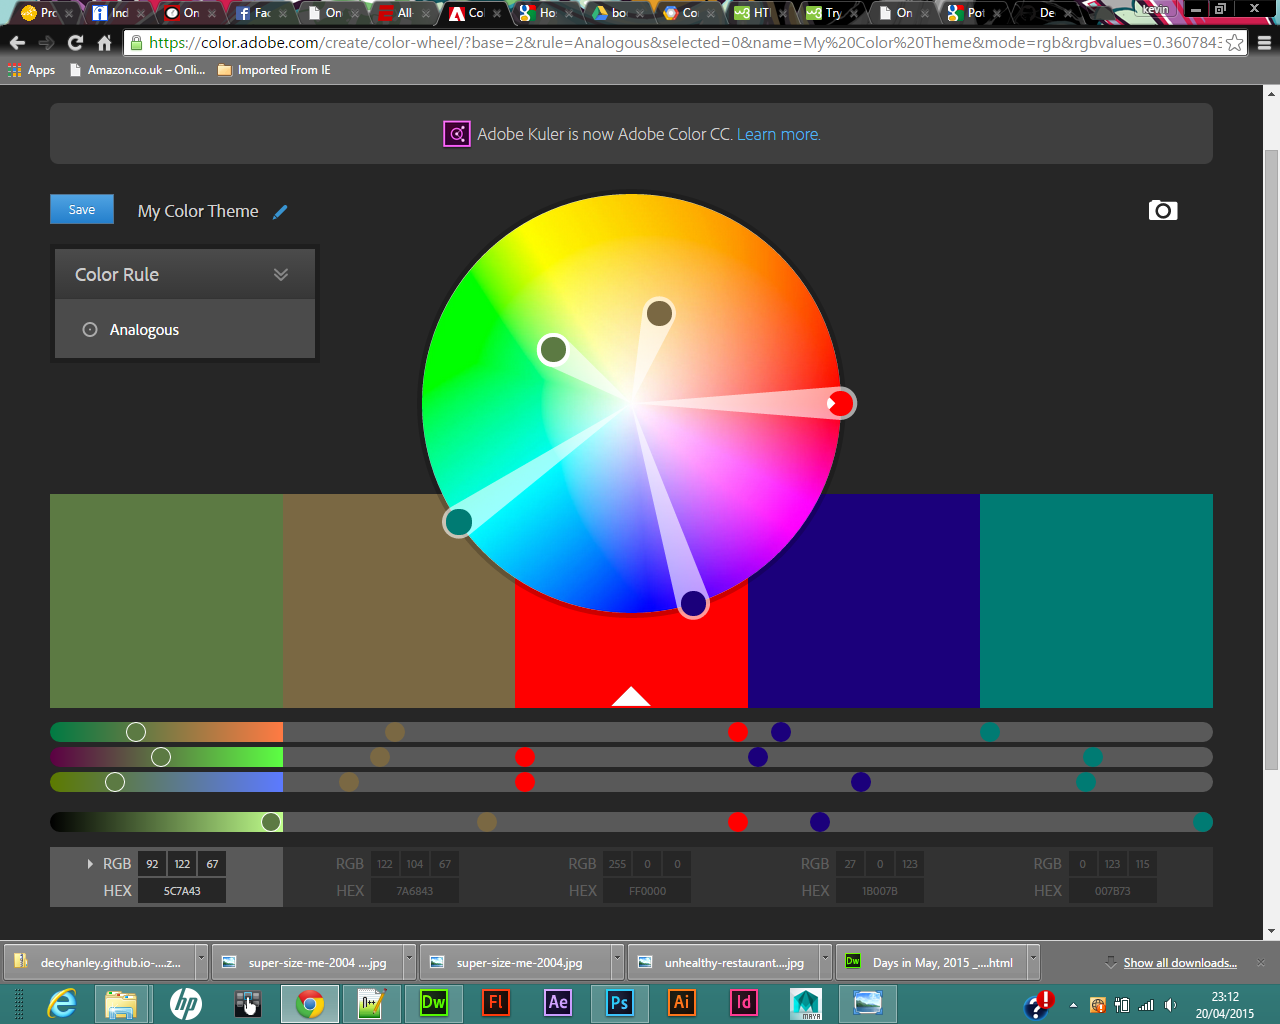 Pro
Ind
On
Fac
On
All-
Col
Ho
bo
Co
HTI
Try
On
Pot
De
kevin
https://color.adobe.com/create/color-wheel/?base=2&rule=Analogous&selected=0&name=My%20Color%20Theme&mode=rgb&rgbvalues=0.3607843
Apps
Amazon.co.uk – Onli...
Imported From IE
Adobe Kuler is now Adobe Color CC. Learn more.
Save
My Color Theme
Color Rule
Analogous
RGB 92 122 67
RGB 122 104 67
RGB 255 0 0
RGB 27 0 123
RGB 0 123 115
HEX 5C7A43
HEX 7A6843
HEX FF0000
HEX 1B007B
HEX 007B73
decyhanley.github.io-....z...
super-size-me-2004 ....jpg
super-size-me-2004.jpg
unhealthy-restaurant....jpg
Dw
Days in May, 2015 _....html
Show all downloads...
hp
Dw
Fl
Ae
Ps
Ai
Id
MAYA
23:12
20/04/2015